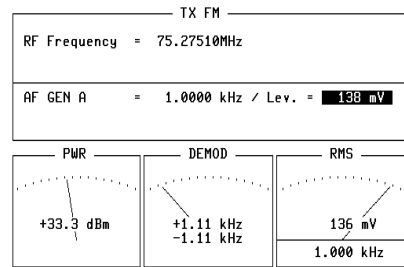 TX FM
RF Frequency = 75.27510MHz
AF GEN A = 1.0000 kHz / Lev. = 138 mV
PWR DEMOD RMS
+33.3 dBm +1.11 kHz 136 mV
-1.11 kHz
1.000 kHz